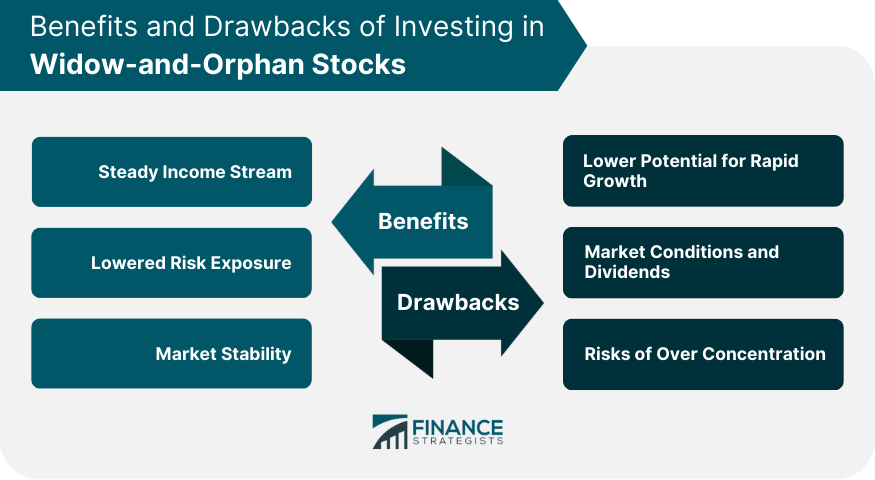 Benefits and Drawbacks of Investing in
Widow-and-Orphan Stocks
Steady Income Stream
Lowered Risk Exposure
Market Stability
Benefits
Drawbacks
Lower Potential for Rapid
Growth
Market Conditions and
Dividends
Risks of Over Concentration
FINANCE
STRATEGISTS